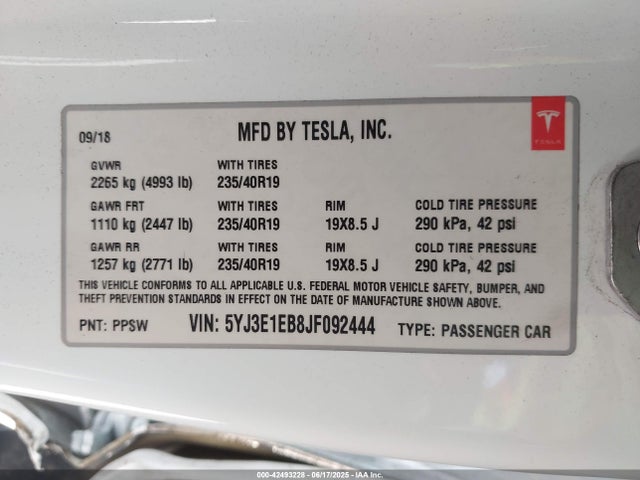 09/18 MFD BY TESLA, INC.
TESLA
GVWR WITH TIRES
2265 kg (4993 lb) 235/40R19
GAWR FRT WITH TIRES RIM COLD TIRE PRESSURE
1110 kg (2447 lb) 235/40R19 19X8.5 J 290 kPa, 42 psi
GAWR RR WITH TIRES RIM COLD TIRE PRESSURE
1257 kg (2771 lb) 235/40R19 19X8.5 J 290 kPa, 42 psi
THIS VEHICLE CONFORMS TO ALL APPLICABLE U.S. FEDERAL MOTOR VEHICLE SAFETY, BUMPER, AND
THEFT PREVENTION STANDARDS IN EFFECT ON THE DATE OF MANUFACTURE SHOWN ABOVE.
PNT: PPSW VIN: 5YJ3E1EB8JF092444 TYPE: PASSENGER CAR
000-42493228 - 06/17/2025 - IAA Inc.